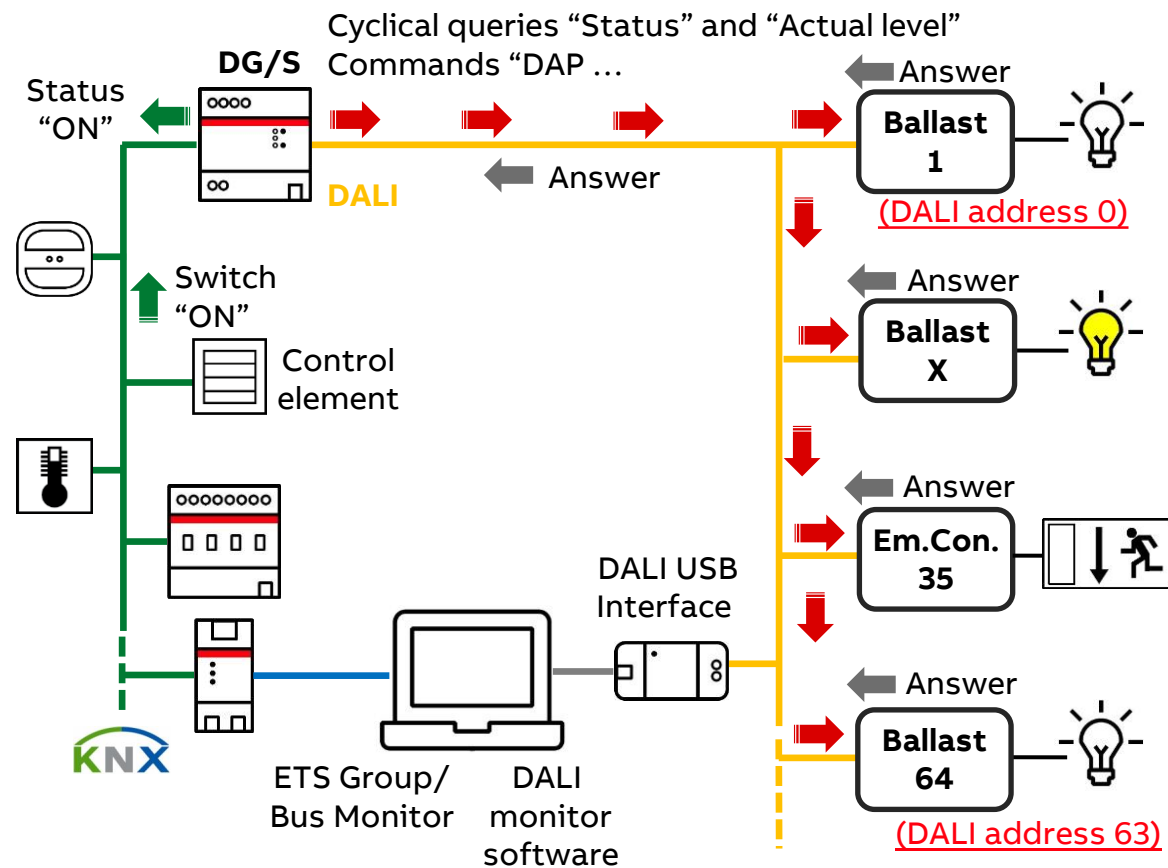 Cyclical queries “Status” and “Actual level”
Commands “DAP ...
DG/S
Status
“ON”
DALI
Answer
Answer
Ballast
1
(DALI address 0)
Switch
“ON”
Control
element
Answer
Ballast
X
Answer
Em.Con.
35
DALI USB
Interface
Answer
Ballast
64
(DALI address 63)
KNX
ETS Group/
Bus Monitor
DALI
monitor
software